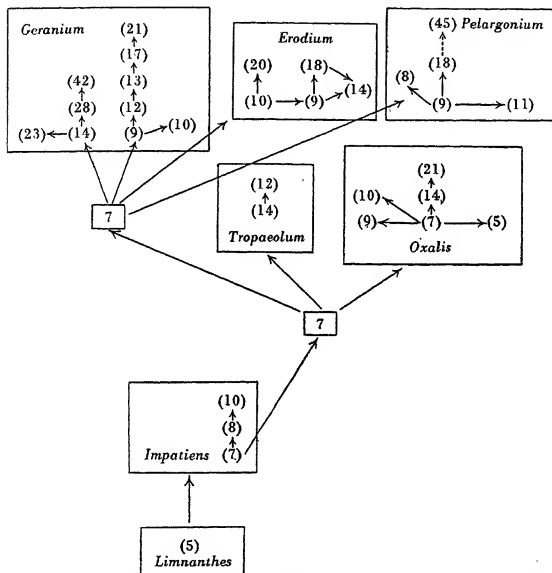 Geranium
(21)
(17)
(42) (13)
(28) (12)
(23) (14) (9) (10)
Erodium
(20) (18)
(14)
(10) (9)
(45) Pelargonium
(8) (18)
(9) (11)
7
(12)
(14)
Tropaeolum
(21)
(10) (14)
(9) (7) (5)
Oxalis
7
(10)
(8)
Impatiens (7)
(5)
Limnanthes